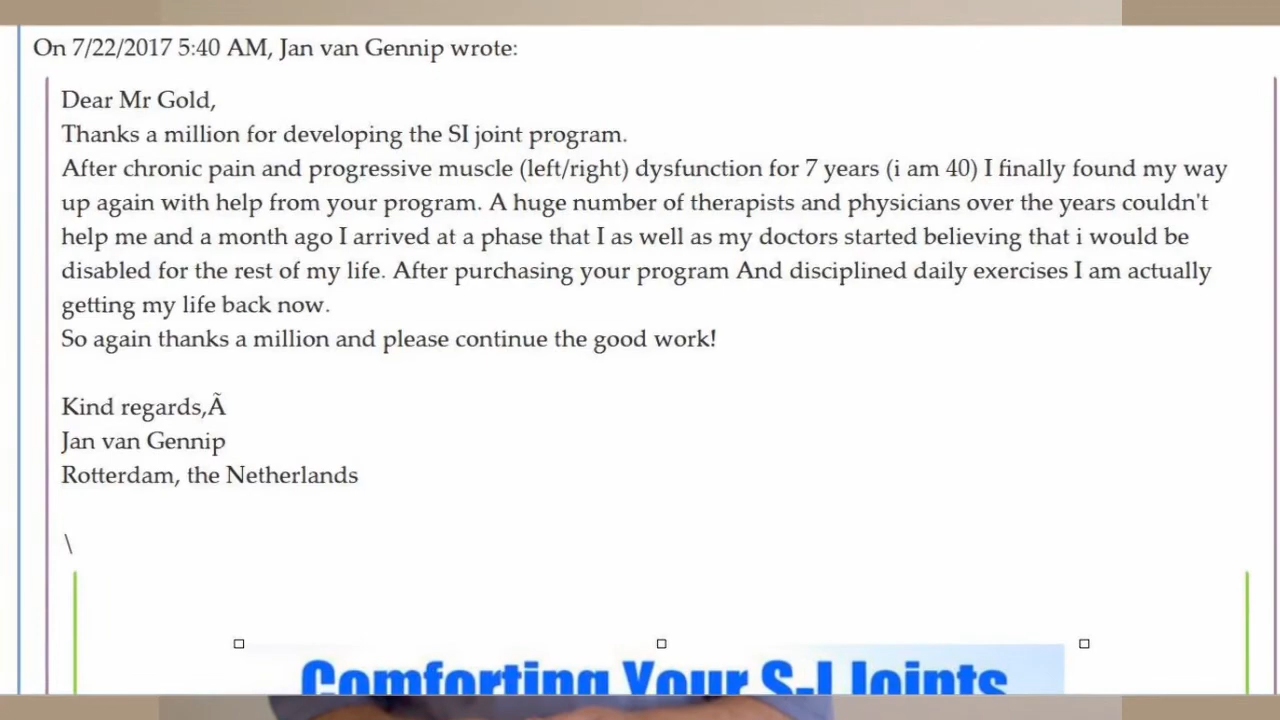 On 7/22/2017 5:40 AM, Jan van Gennip wrote:
Dear Mr Gold,
Thanks a million for developing the SI joint program.
After chronic pain and progressive muscle (left/right) dysfunction for 7 years (i am 40) I finally found my way
up again with help from your program. A huge number of therapists and physicians over the years couldn't
help me and a month ago I arrived at a phase that I as well as my doctors started believing that i would be
disabled for the rest of my life. After purchasing your program And disciplined daily exercises I am actually
getting my life back now.
So again thanks a million and please continue the good work!
Kind regards,Ã
Jan van Gennip
Rotterdam, the Netherlands
\
Comforting Your S-I Joints